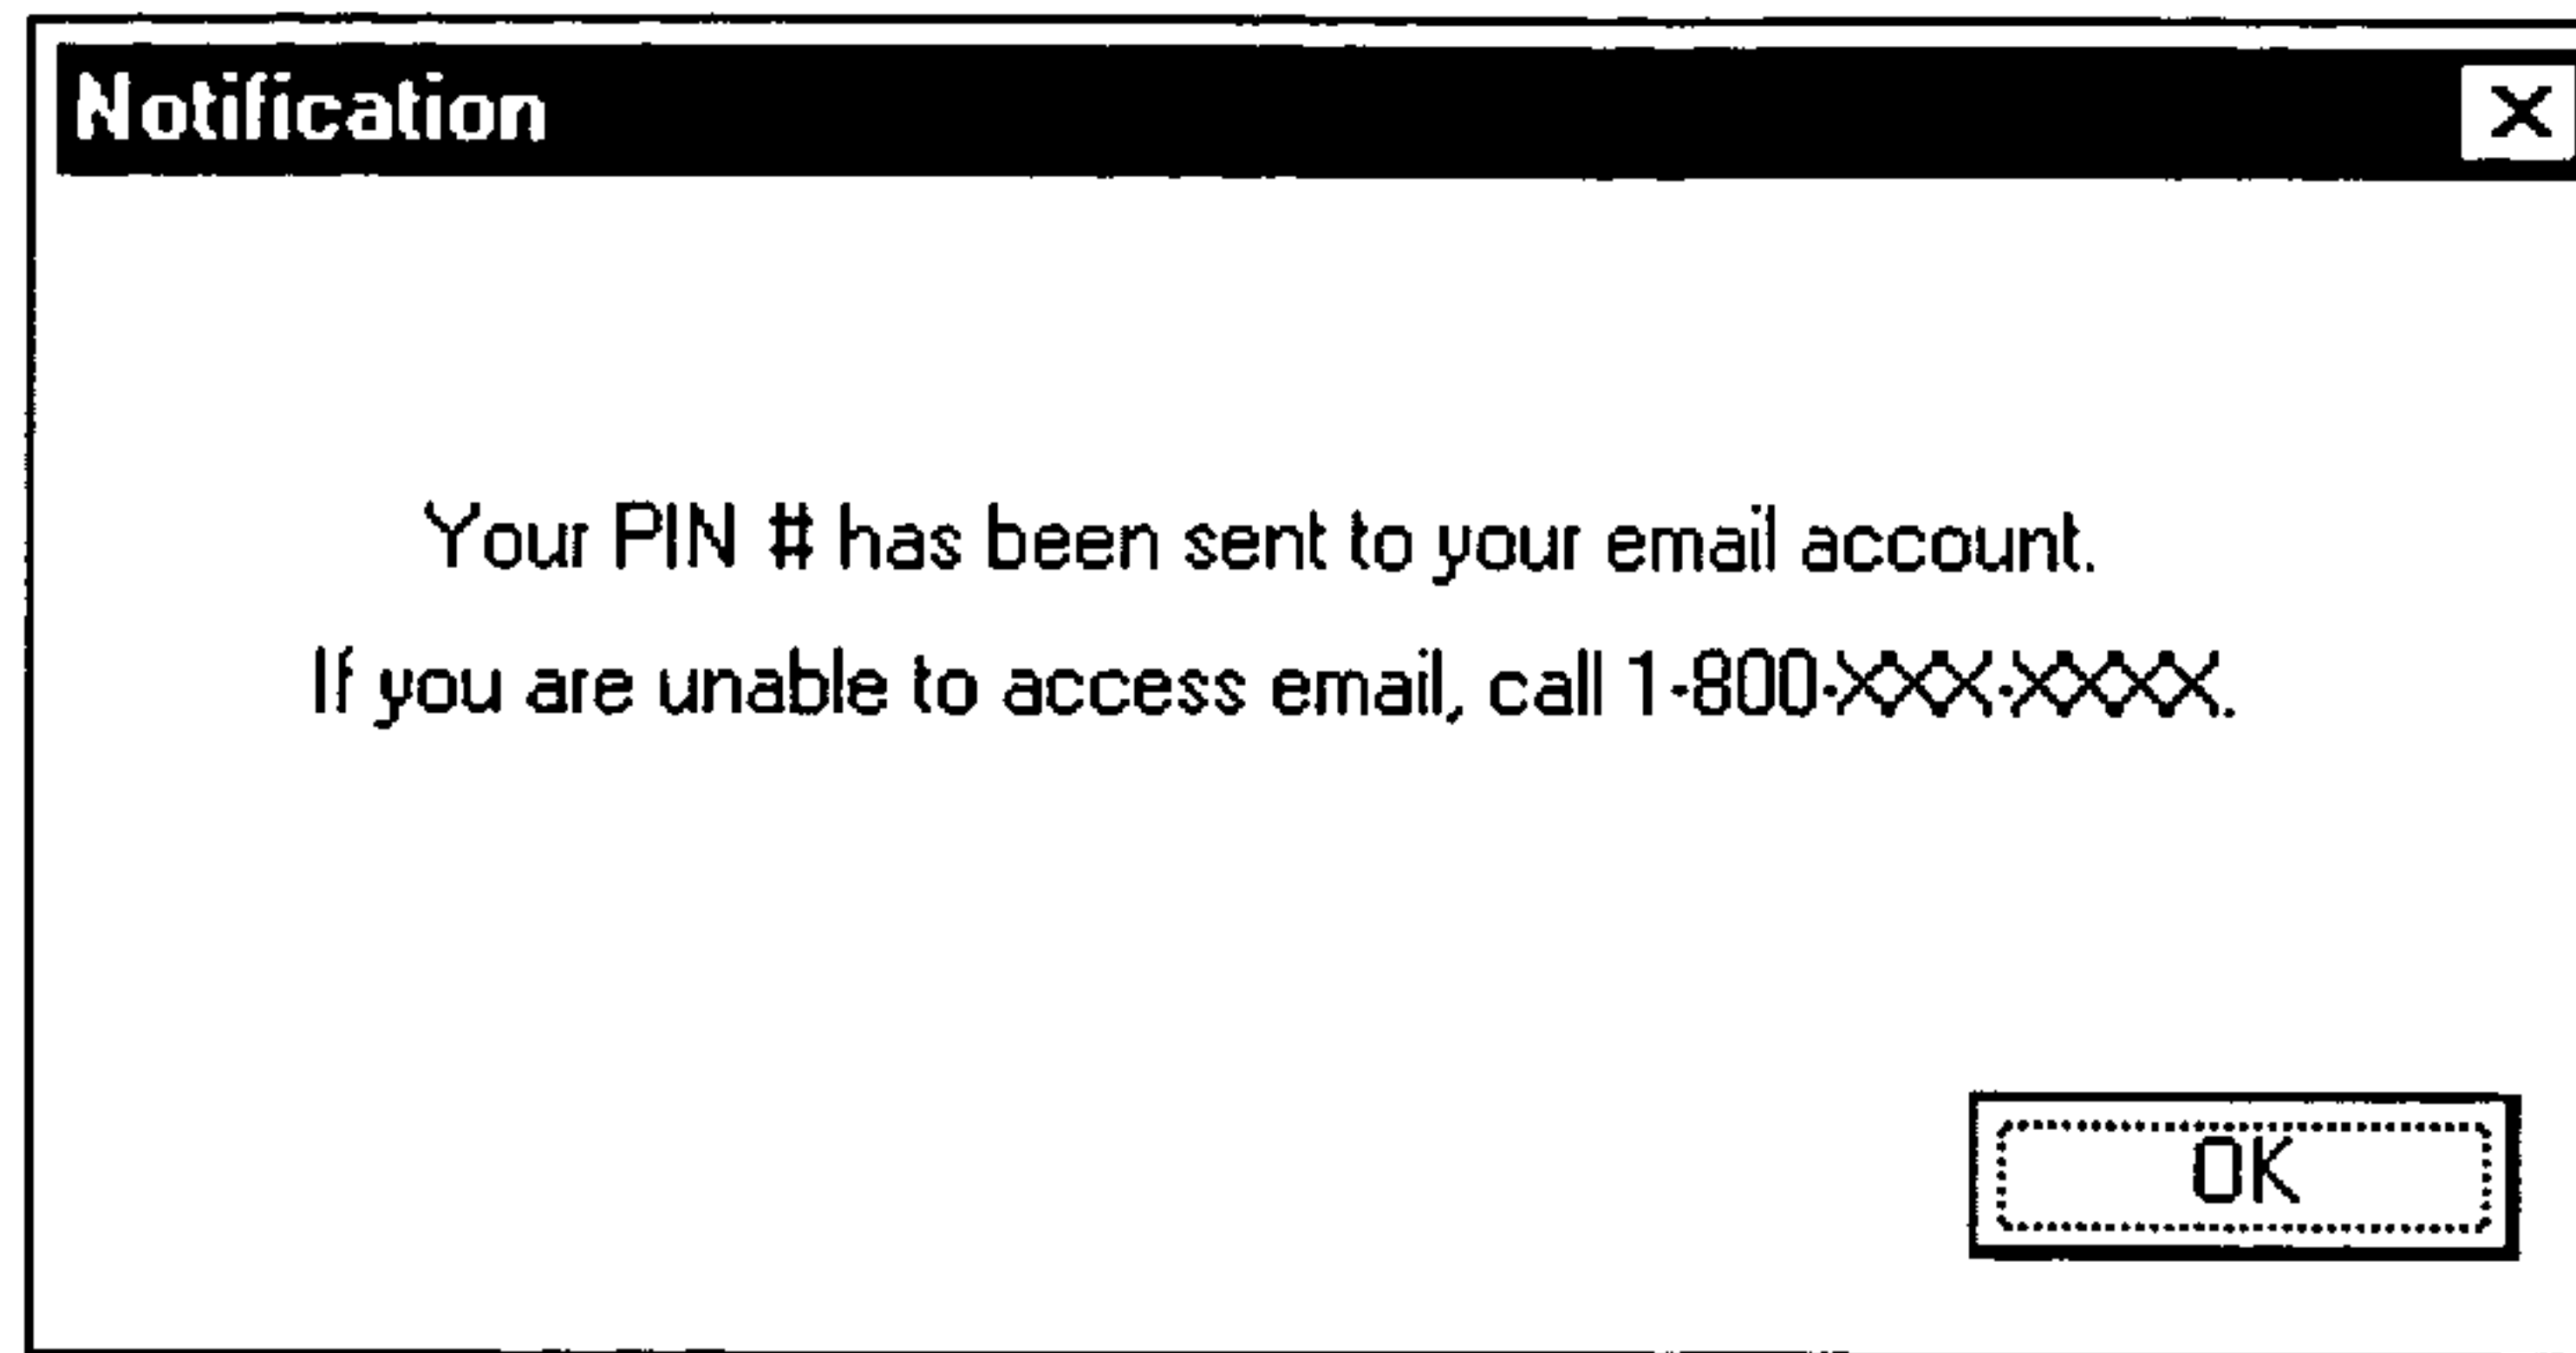 Notification
Your PIN # has been sent to your email account.
If you are unable to access email, call 1-800-XXX-XXXX.
OK